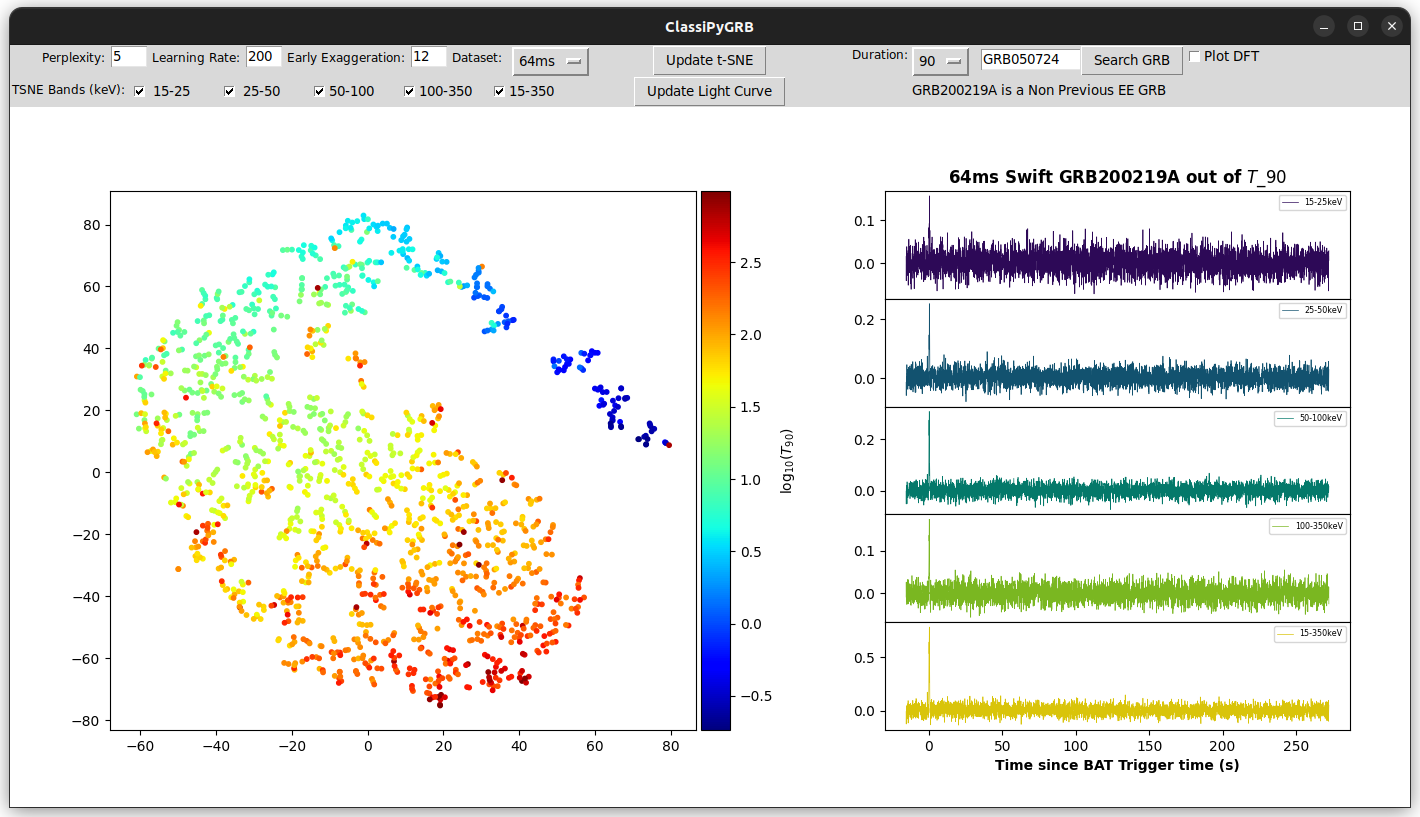 ClassiPyGRB
Perplexity: 5 Learning Rate: 200 Early Exaggeration: 12 Dataset: 64ms Update t-SNE Duration: 90 GRB050724 Search GRB Plot DFT
TSNE Bands (keV): 15-25 25-50 50-100 100-350 15-350 Update Light Curve GRB200219A is a Non Previous EE GRB
80
60
40
20
0
−20
−40
−60
−80
−60 −40 −20 0 20 40 60 80
2.5
2.0
1.5
1.0
0.5
0.0
−0.5
log10(T90)
64ms Swift GRB200219A out of T_90
15-25keV
0.1
0.0
25-50keV
0.2
0.0
50-100keV
0.2
0.0
100-350keV
0.1
0.0
15-350keV
0.5
0.0
0 50 100 150 200 250
Time since BAT Trigger time (s)